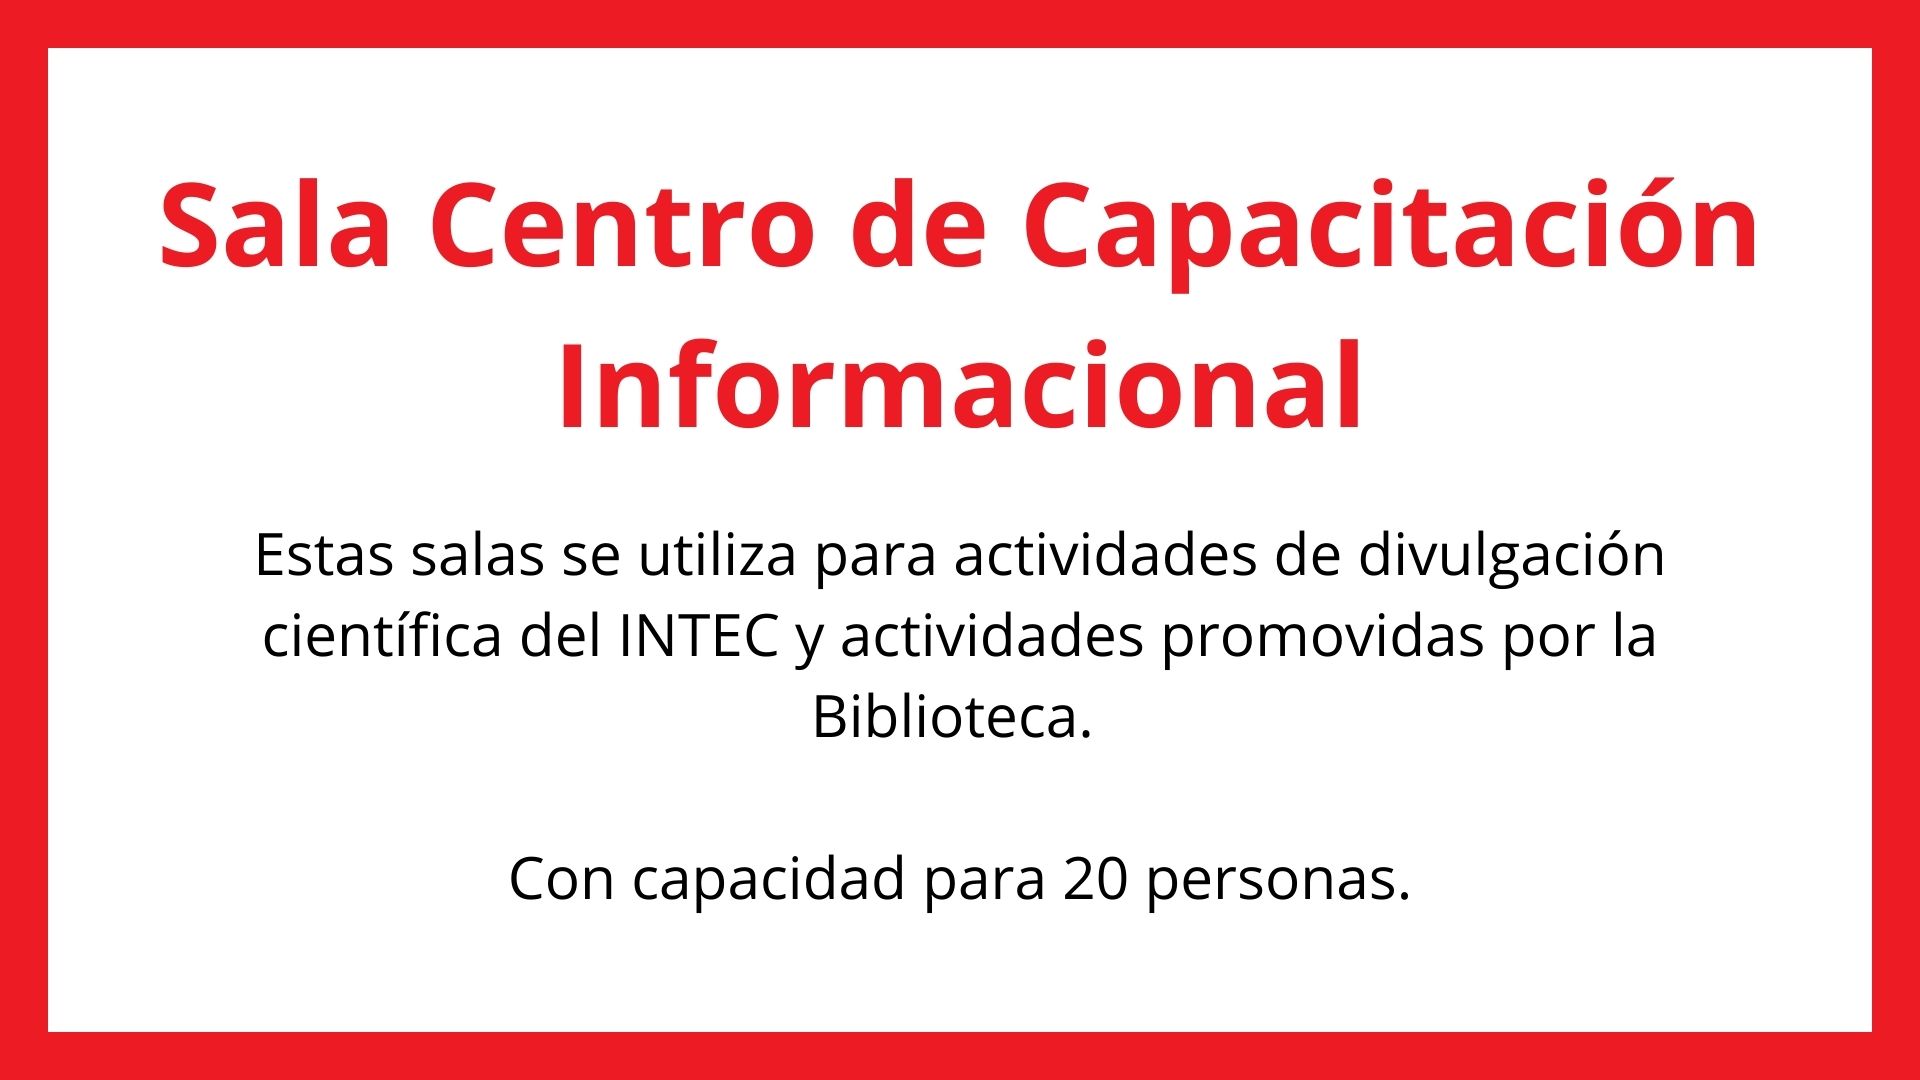 Sala Centro de Capacitación
Informacional
Estas salas se utiliza para actividades de divulgación
científica del INTEC y actividades promovidas por la
Biblioteca.
Con capacidad para 20 personas.